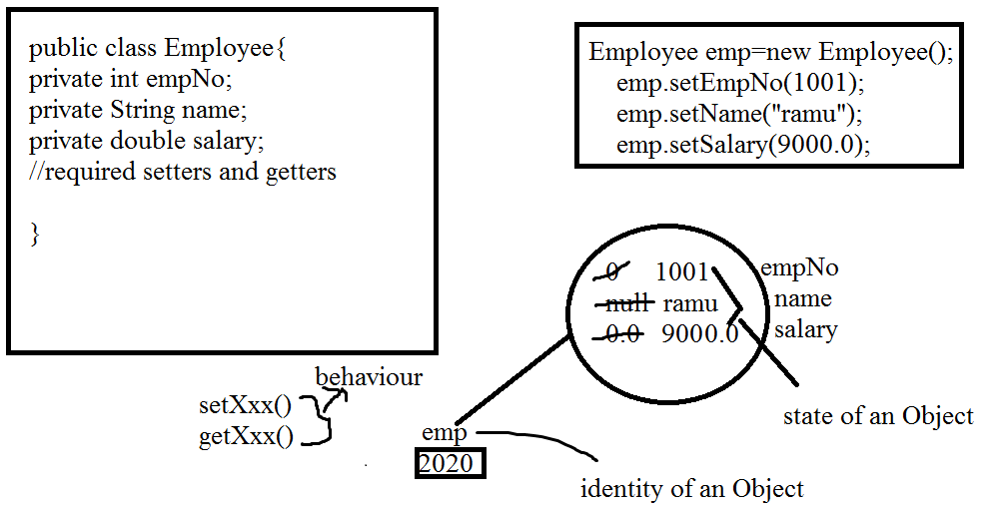 public class Employee{
private int empNo;
private String name;
private double salary;
//required setters and getters
}
Employee emp=new Employee();
emp.setEmpNo(1001);
emp.setName("ramu");
emp.setSalary(9000.0);
0 1001 empNo
null ramu name
0.0 9000.0 salary
behaviour
setXxx()
getXxx()
state of an Object
emp
2020
identity of an Object